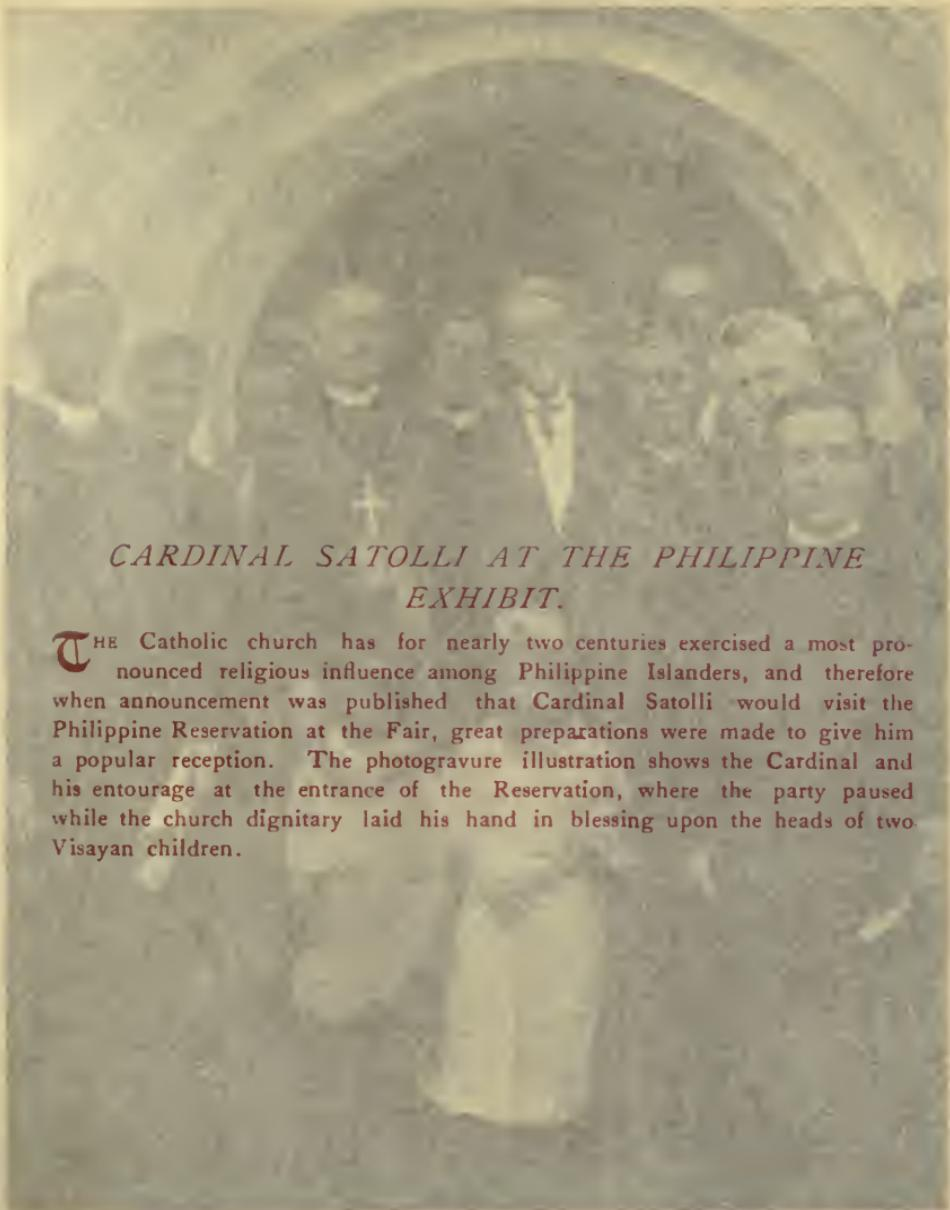 CARDINAL SATOLLI AT THE PHILIPPINE
EXHIBIT.
THE Catholic church has for nearly two centuries exercised a most pro-
nounced religious influence among Philippine Islanders, and therefore
when announcement was published that Cardinal Satolli would visit the
Philippine Reservation at the Fair, great preparations were made to give him
a popular reception. The photogravure illustration shows the Cardinal and
his entourage at the entrance of the Reservation, where the party paused
while the church dignitary laid his hand in blessing upon the heads of two
Visayan children.